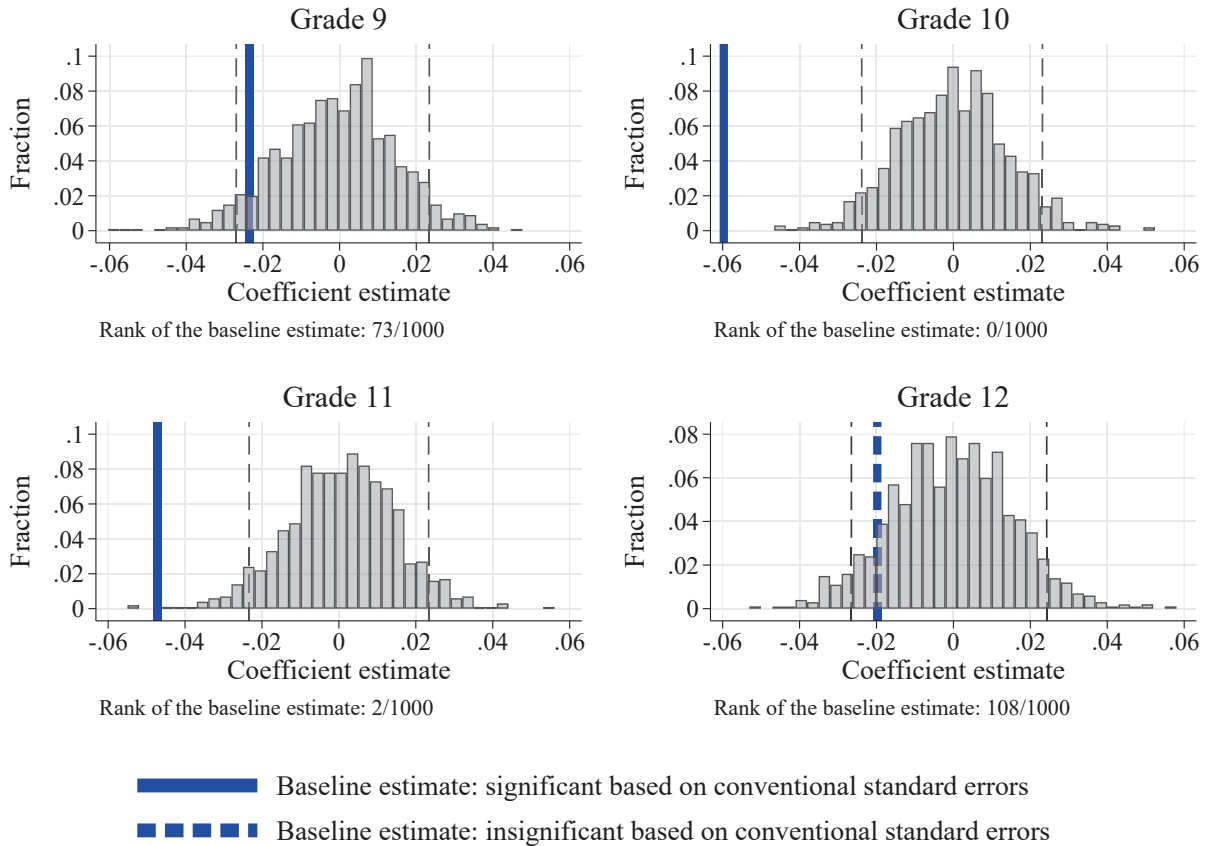 Grade 9
.1
.08
.06
.04
.02
0
Fraction
-.06 -.04 -.02 0 .02 .04 .06
Coefficient estimate
Rank of the baseline estimate: 73/1000
Grade 10
.1
.08
.06
.04
.02
0
Fraction
-.06 -.04 -.02 0 .02 .04 .06
Coefficient estimate
Rank of the baseline estimate: 0/1000
Grade 11
.1
.08
.06
.04
.02
0
Fraction
-.06 -.04 -.02 0 .02 .04 .06
Coefficient estimate
Rank of the baseline estimate: 2/1000
Grade 12
.08
.06
.04
.02
0
Fraction
-.06 -.04 -.02 0 .02 .04 .06
Coefficient estimate
Rank of the baseline estimate: 108/1000
Baseline estimate: significant based on conventional standard errors
Baseline estimate: insignificant based on conventional standard errors